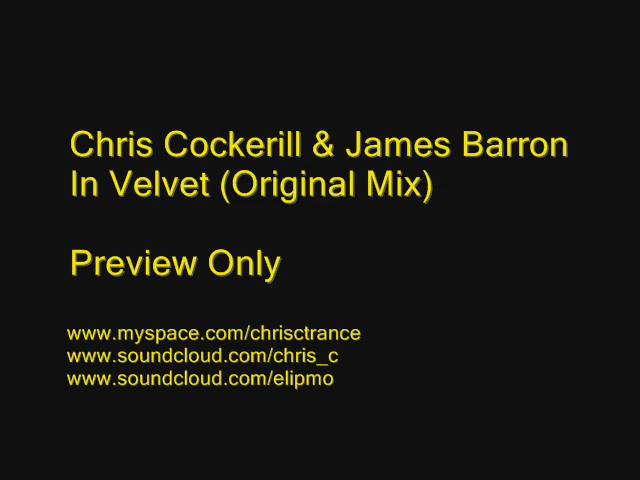 Chris Cockerill & James Barron
In Velvet (Original Mix)
Preview Only
www.myspace.com/chrisctrance
www.soundcloud.com/chris_c
www.soundcloud.com/elipmo